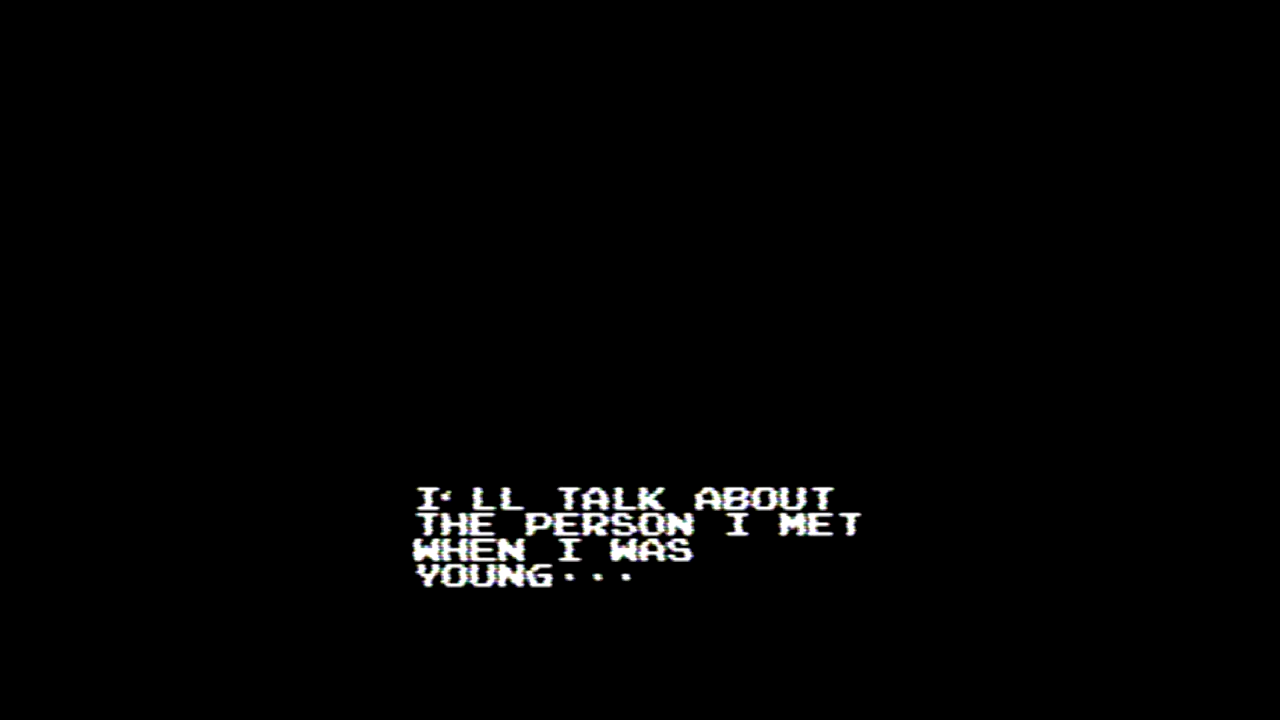 I'LL TALK ABOUT
THE PERSON I MET
WHEN I WAS
YOUNG···